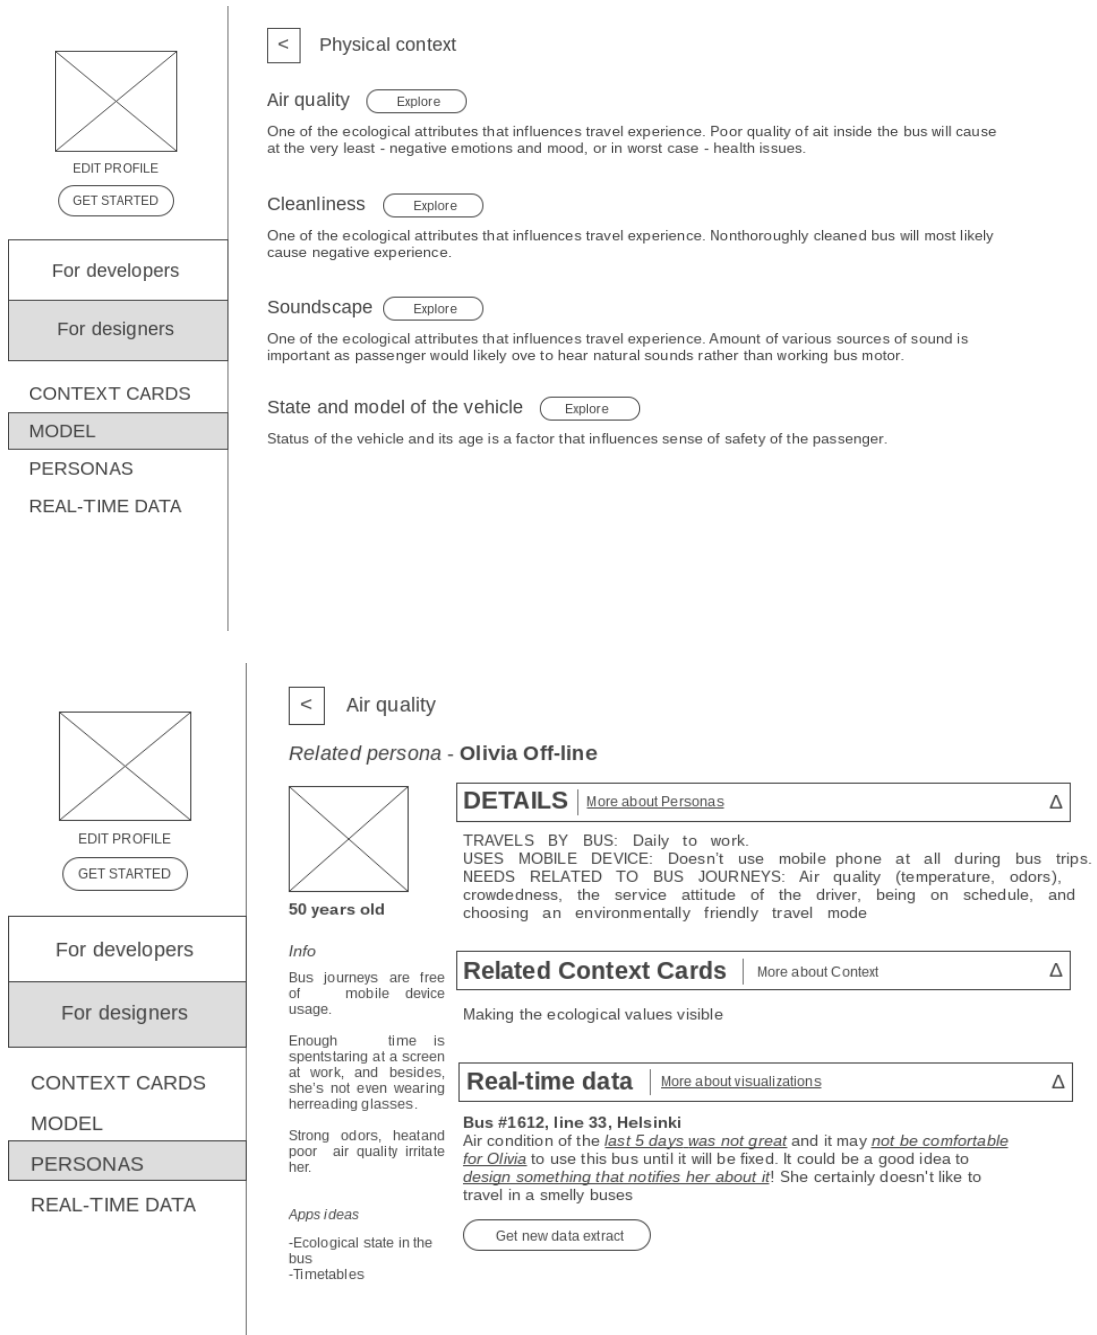 EDIT PROFILE
GET STARTED
For developers
For designers
CONTEXT CARDS
MODEL
PERSONAS
REAL-TIME DATA
< Physical context
Air quality Explore
One of the ecological attributes that influences travel experience. Poor quality of ait inside the bus will cause
at the very least - negative emotions and mood, or in worst case - health issues.
Cleanliness Explore
One of the ecological attributes that influences travel experience. Nonthoroughly cleaned bus will most likely
cause negative experience.
Soundscape Explore
One of the ecological attributes that influences travel experience. Amount of various sources of sound is
important as passenger would likely ove to hear natural sounds rather than working bus motor.
State and model of the vehicle Explore
Status of the vehicle and its age is a factor that influences sense of safety of the passenger.
EDIT PROFILE
GET STARTED
For developers
For designers
CONTEXT CARDS
MODEL
PERSONAS
REAL-TIME DATA
< Air quality
Related persona - Olivia Off-line
50 years old
Info
Bus journeys are free
of mobile device
usage.
Enough time is
spentstaring at a screen
at work, and besides,
she's not even wearing
herreading glasses.
Strong odors, heatand
poor air quality irritate
her.
Apps ideas
-Ecological state in the
bus
-Timetables
DETAILS More about Personas Δ
TRAVELS BY BUS: Daily to work.
USES MOBILE DEVICE: Doesn't use mobile phone at all during bus trips.
NEEDS RELATED TO BUS JOURNEYS: Air quality (temperature, odors),
crowdedness, the service attitude of the driver, being on schedule, and
choosing an environmentally friendly travel mode
Related Context Cards More about Context Δ
Making the ecological values visible
Real-time data More about visualizations Δ
Bus #1612, line 33, Helsinki
Air condition of the last 5 days was not great and it may not be comfortable
for Olivia to use this bus until it will be fixed. It could be a good idea to
design something that notifies her about it! She certainly doesn't like to
travel in a smelly buses
Get new data extract